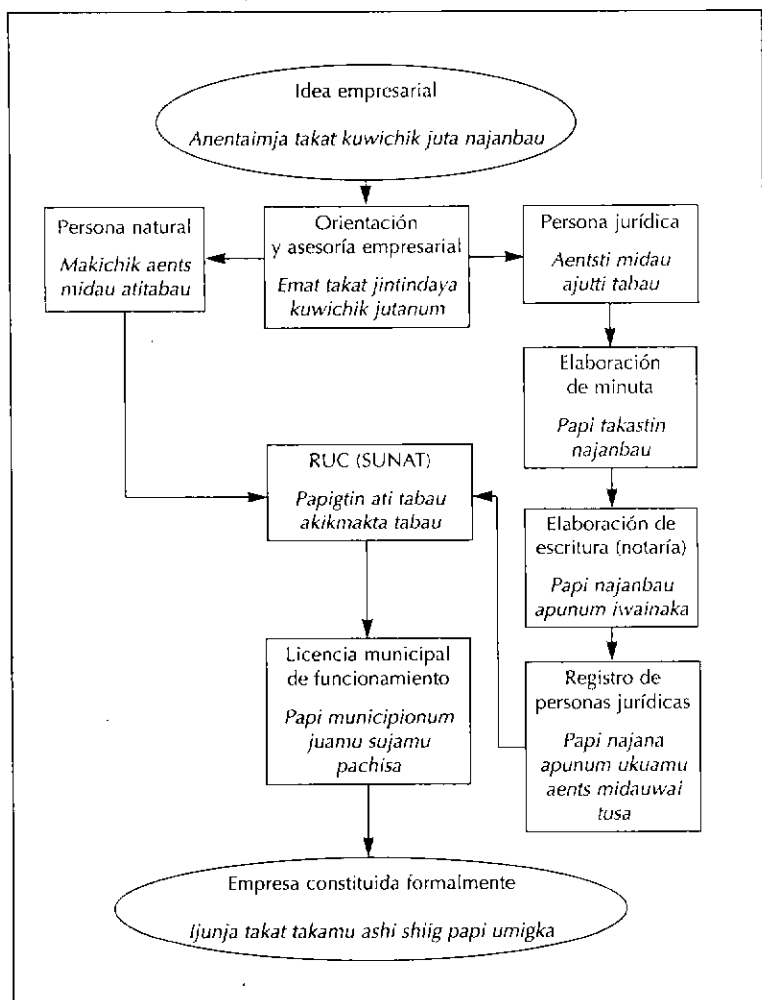 Idea empresarial
Anentaimja takat kuwichik juta najanbau
Persona natural
Makichik aents
midau atitabau
Orientación
y asesoría empresarial
Emat takat jintindaya
kuwichik jutanum
Persona jurídica
Aentsti midau
ajutti tabau
Elaboración
de minuta
Papi takastin
najanbau
RUC (SUNAT)
Papigtin ati tabau
akikmakta tabau
Elaboración de
escritura (notaría)
Papi najanbau
apunum iwainaka
Licencia municipal
de funcionamiento
Papi municipionum
juamu sujamu
pachisa
Registro de
personas jurídicas
Papi najana
apunum ukuamu
aents midauwai
tusa
Empresa constituida formalmente
Ijunja takat takamu ashi shiig papi umigka